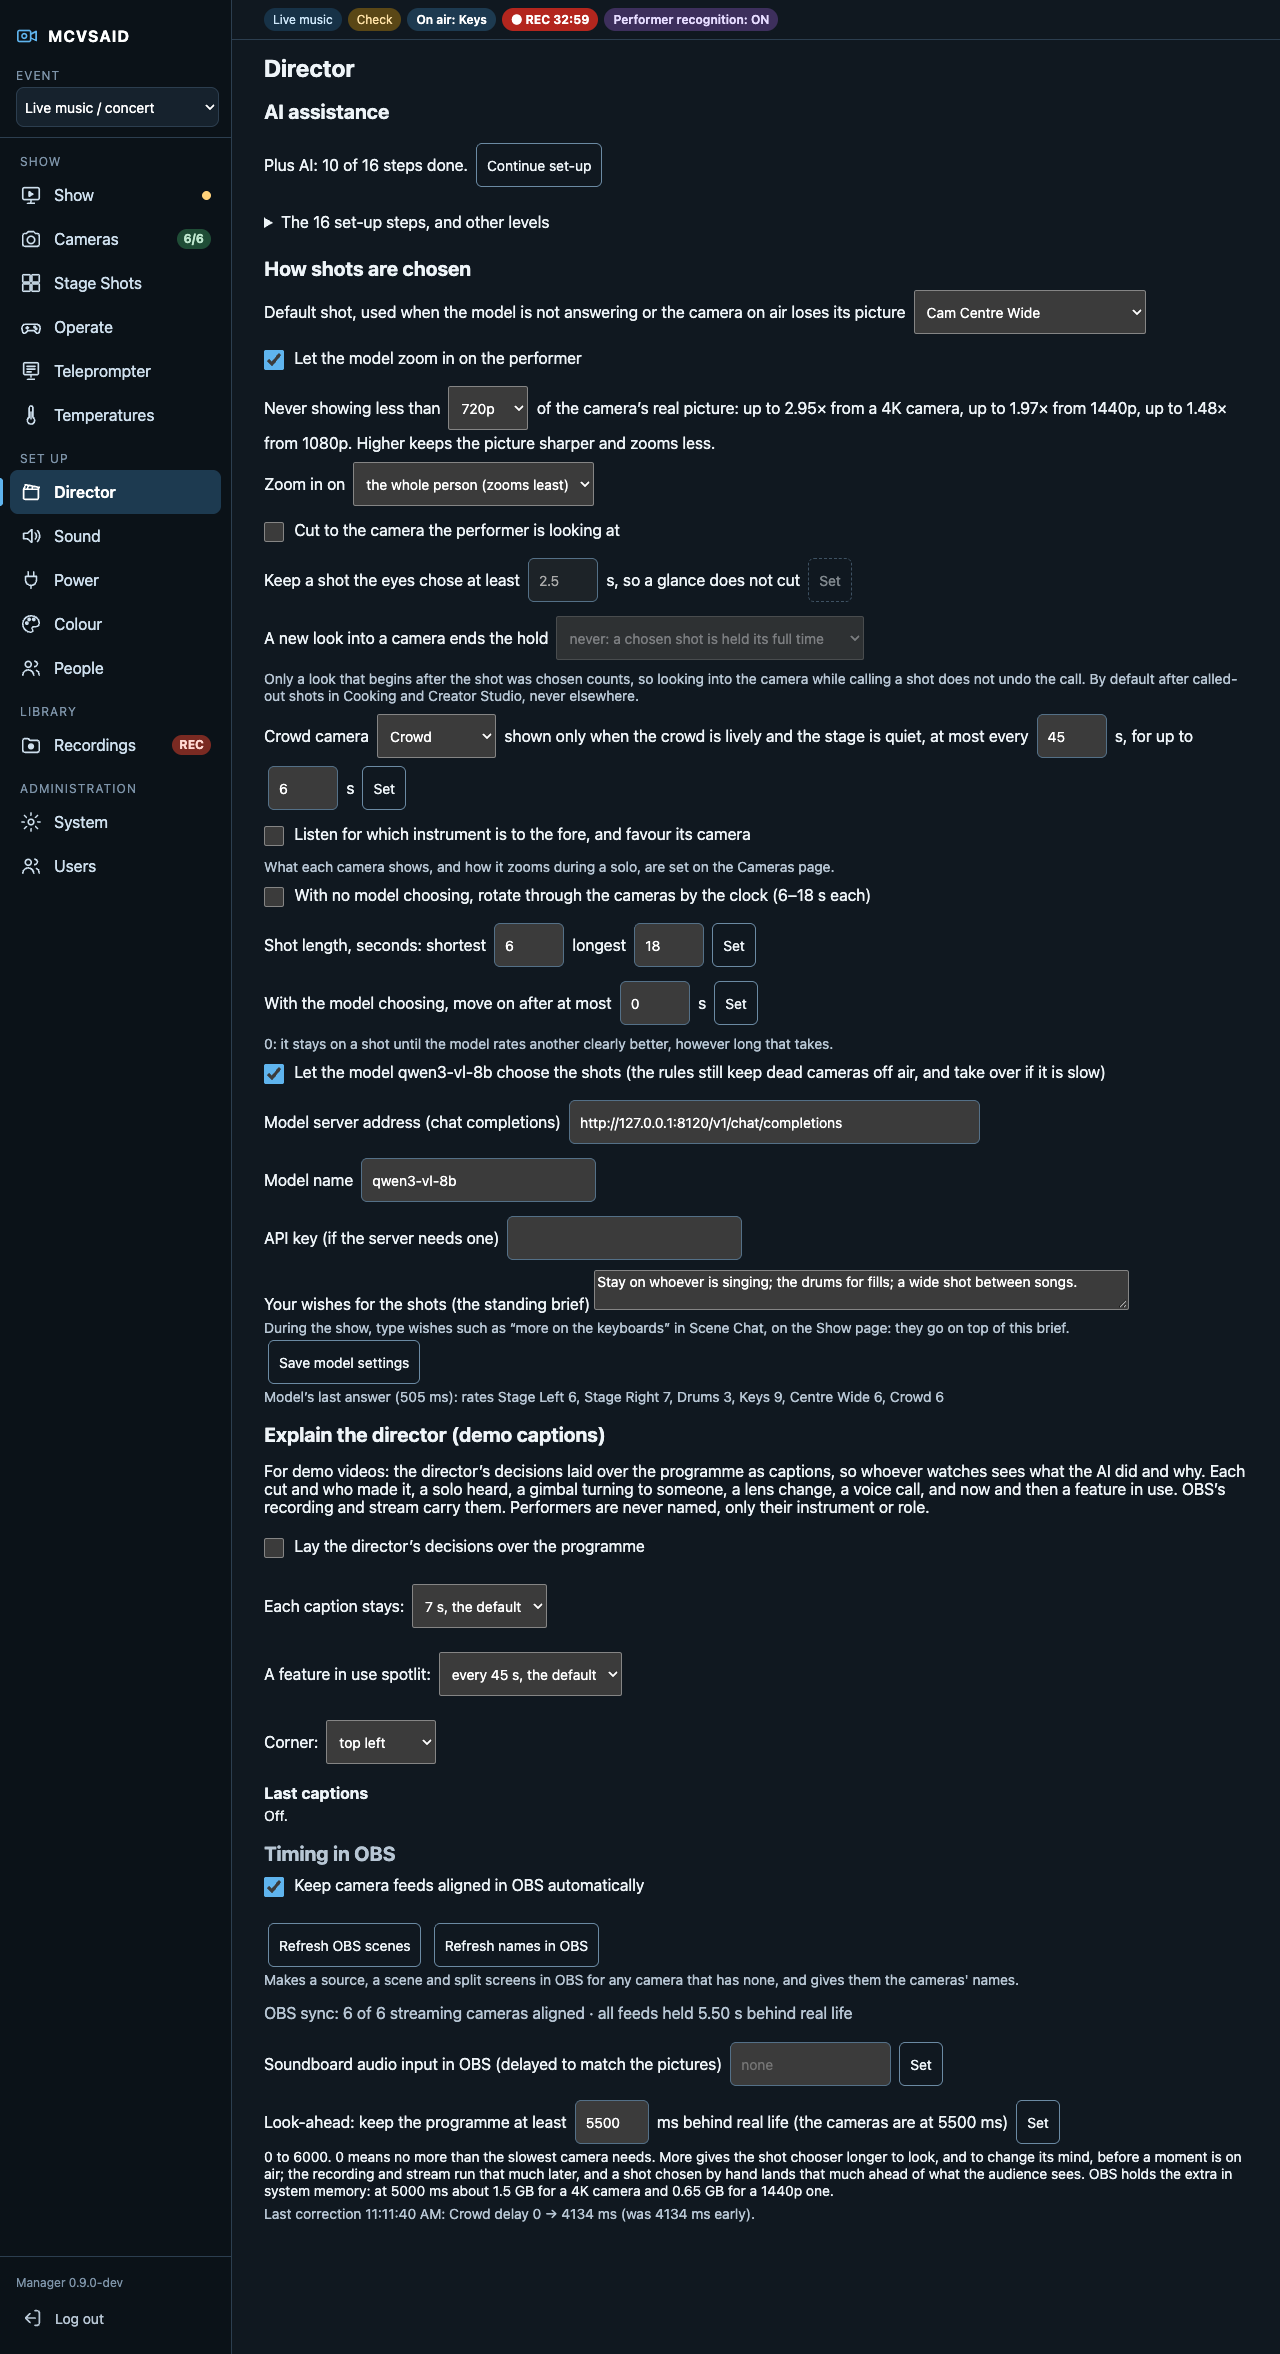 MCVSAID
EVENT
Live music / concert
SHOW
Show
Cameras 6/6
Stage Shots
Operate
Teleprompter
Temperatures
SET UP
Director
Sound
Power
Colour
People
LIBRARY
Recordings REC
ADMINISTRATION
System
Users
Manager 0.9.0-dev
Log out
Live music Check On air: Keys REC 32:59 Performer recognition: ON
Director
AI assistance
Plus AI: 10 of 16 steps done. Continue set-up
The 16 set-up steps, and other levels
How shots are chosen
Default shot, used when the model is not answering or the camera on air loses its picture Cam Centre Wide
Let the model zoom in on the performer
Never showing less than 720p of the camera’s real picture: up to 2.95× from a 4K camera, up to 1.97× from 1440p, up to 1.48×
from 1080p. Higher keeps the picture sharper and zooms less.
Zoom in on the whole person (zooms least)
Cut to the camera the performer is looking at
Keep a shot the eyes chose at least 2.5 s, so a glance does not cut Set
A new look into a camera ends the hold never: a chosen shot is held its full time
Only a look that begins after the shot was chosen counts, so looking into the camera while calling a shot does not undo the call. By default after called-
out shots in Cooking and Creator Studio, never elsewhere.
Crowd camera Crowd shown only when the crowd is lively and the stage is quiet, at most every 45 s, for up to
6 s Set
Listen for which instrument is to the fore, and favour its camera
What each camera shows, and how it zooms during a solo, are set on the Cameras page.
With no model choosing, rotate through the cameras by the clock (6–18 s each)
Shot length, seconds: shortest 6 longest 18 Set
With the model choosing, move on after at most 0 s Set
0: it stays on a shot until the model rates another clearly better, however long that takes.
Let the model qwen3-vl-8b choose the shots (the rules still keep dead cameras off air, and take over if it is slow)
Model server address (chat completions) http://127.0.0.1:8120/v1/chat/completions
Model name qwen3-vl-8b
API key (if the server needs one)
Your wishes for the shots (the standing brief) Stay on whoever is singing; the drums for fills; a wide shot between songs.
During the show, type wishes such as “more on the keyboards” in Scene Chat, on the Show page: they go on top of this brief.
Save model settings
Model’s last answer (505 ms): rates Stage Left 6, Stage Right 7, Drums 3, Keys 9, Centre Wide 6, Crowd 6
Explain the director (demo captions)
For demo videos: the director’s decisions laid over the programme as captions, so whoever watches sees what the AI did and why. Each
cut and who made it, a solo heard, a gimbal turning to someone, a lens change, a voice call, and now and then a feature in use. OBS’s
recording and stream carry them. Performers are never named, only their instrument or role.
Lay the director’s decisions over the programme
Each caption stays: 7 s, the default
A feature in use spotlit: every 45 s, the default
Corner: top left
Last captions
Off.
Timing in OBS
Keep camera feeds aligned in OBS automatically
Refresh OBS scenes Refresh names in OBS
Makes a source, a scene and split screens in OBS for any camera that has none, and gives them the cameras' names.
OBS sync: 6 of 6 streaming cameras aligned · all feeds held 5.50 s behind real life
Soundboard audio input in OBS (delayed to match the pictures) none Set
Look-ahead: keep the programme at least 5500 ms behind real life (the cameras are at 5500 ms) Set
0 to 6000. 0 means no more than the slowest camera needs. More gives the shot chooser longer to look, and to change its mind, before a moment is on
air; the recording and stream run that much later, and a shot chosen by hand lands that much ahead of what the audience sees. OBS holds the extra in
system memory: at 5000 ms about 1.5 GB for a 4K camera and 0.65 GB for a 1440p one.
Last correction 11:11:40 AM: Crowd delay 0 → 4134 ms (was 4134 ms early).